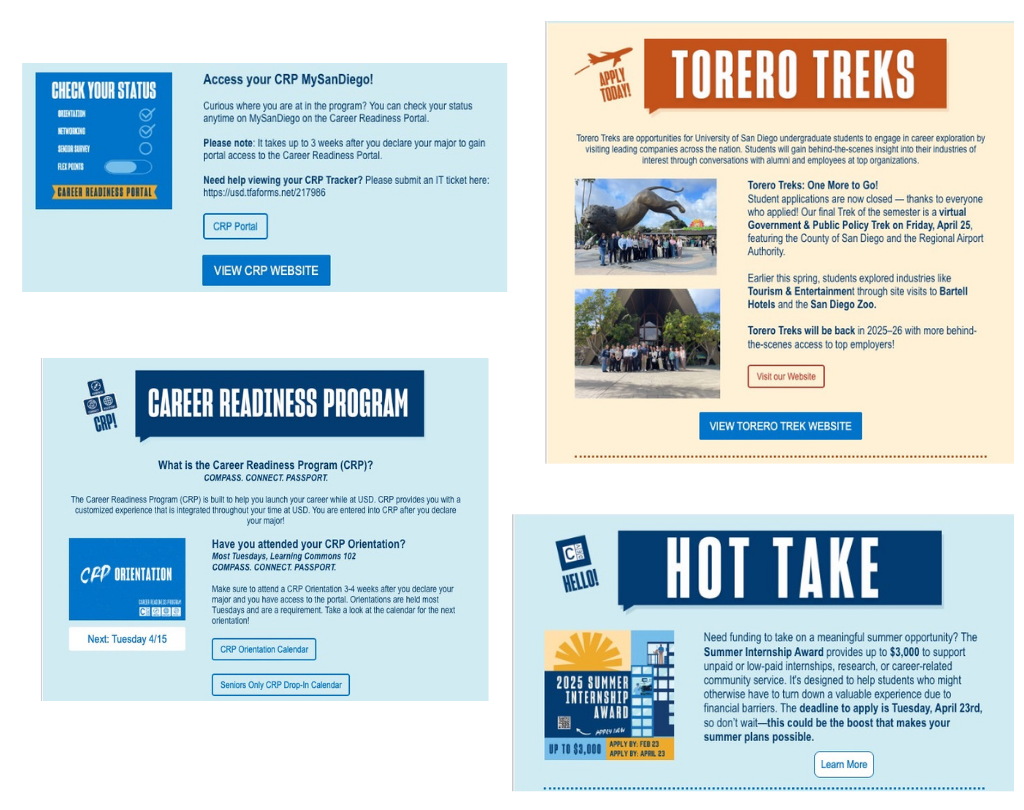 CHECK YOUR STATUS
ORIENTATION
NETWORKING
SENIOR SURVEY
FLEX POINTS
CAREER READINESS PORTAL
Access your CRP MySanDiego!
Curious where you are at in the program? You can check your status
anytime on MySanDiego on the Career Readiness Portal.
Please note: It takes up to 3 weeks after you declare your major to gain
portal access to the Career Readiness Portal.
Need help viewing your CRP Tracker? Please submit an IT ticket here:
https://usd.tfaforms.net/217986
CRP Portal
VIEW CRP WEBSITE
CRP!
CAREER READINESS PROGRAM
What is the Career Readiness Program (CRP)?
COMPASS. CONNECT. PASSPORT.
The Career Readiness Program (CRP) is built to help you launch your career while at USD. CRP provides you with a
customized experience that is integrated throughout your time at USD. You are entered into CRP after you declare
your major!
CRP ORIENTATION
CAREER READINESS PROGRAM
Next: Tuesday 4/15
Have you attended your CRP Orientation?
Most Tuesdays, Learning Commons 102
COMPASS. CONNECT. PASSPORT.
Make sure to attend a CRP Orientation 3-4 weeks after you declare your
major and you have access to the portal. Orientations are held most
Tuesdays and are a requirement. Take a look at the calendar for the next
orientation!
CRP Orientation Calendar
Seniors Only CRP Drop-In Calendar
APPLY
TODAY!
TORERO TREKS
Torero Treks are opportunities for University of San Diego undergraduate students to engage in career exploration by
visiting leading companies across the nation. Students will gain behind-the-scenes insight into their industries of
interest through conversations with alumni and employees at top organizations.
Torero Treks: One More to Go!
Student applications are now closed — thanks to everyone
who applied! Our final Trek of the semester is a virtual
Government & Public Policy Trek on Friday, April 25,
featuring the County of San Diego and the Regional Airport
Authority.
Earlier this spring, students explored industries like
Tourism & Entertainment through site visits to Bartell
Hotels and the San Diego Zoo.
Torero Treks will be back in 2025–26 with more behind-
the-scenes access to top employers!
Visit our Website
VIEW TORERO TREK WEBSITE
HELLO!
HOT TAKE
2025 SUMMER
INTERNSHIP
AWARD
APPLY NOW
UP TO $3,000
APPLY BY: FEB 23
APPLY BY: APRIL 23
Need funding to take on a meaningful summer opportunity? The
Summer Internship Award provides up to $3,000 to support
unpaid or low-paid internships, research, or career-related
community service. It's designed to help students who might
otherwise have to turn down a valuable experience due to
financial barriers. The deadline to apply is Tuesday, April 23rd,
so don't wait—this could be the boost that makes your
summer plans possible.
Learn More